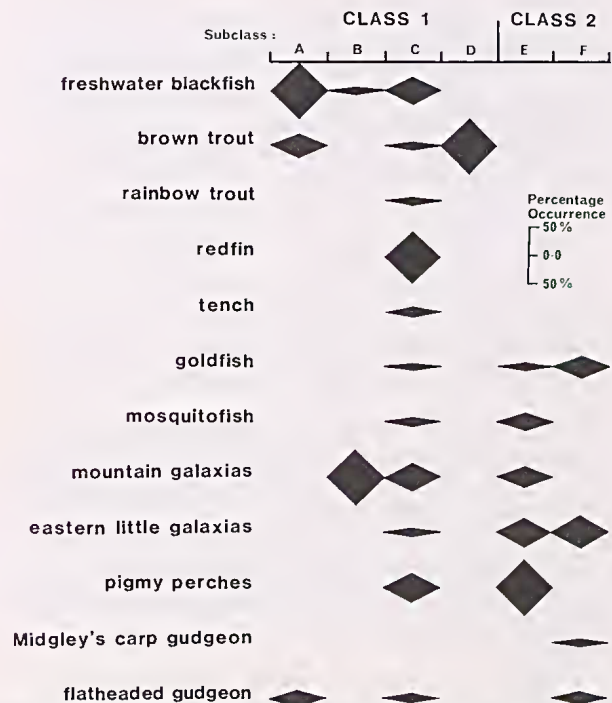 CLASS 1 CLASS 2
Subclass :
A B C D E F
freshwater blackfish
brown trout
rainbow trout
Percentage
Occurrence
50 %
0·0
50 %
redfin
tench
goldfish
mosquitofish
mountain galaxias
eastern little galaxias
pigmy perches
Midgley's carp gudgeon
flatheaded gudgeon